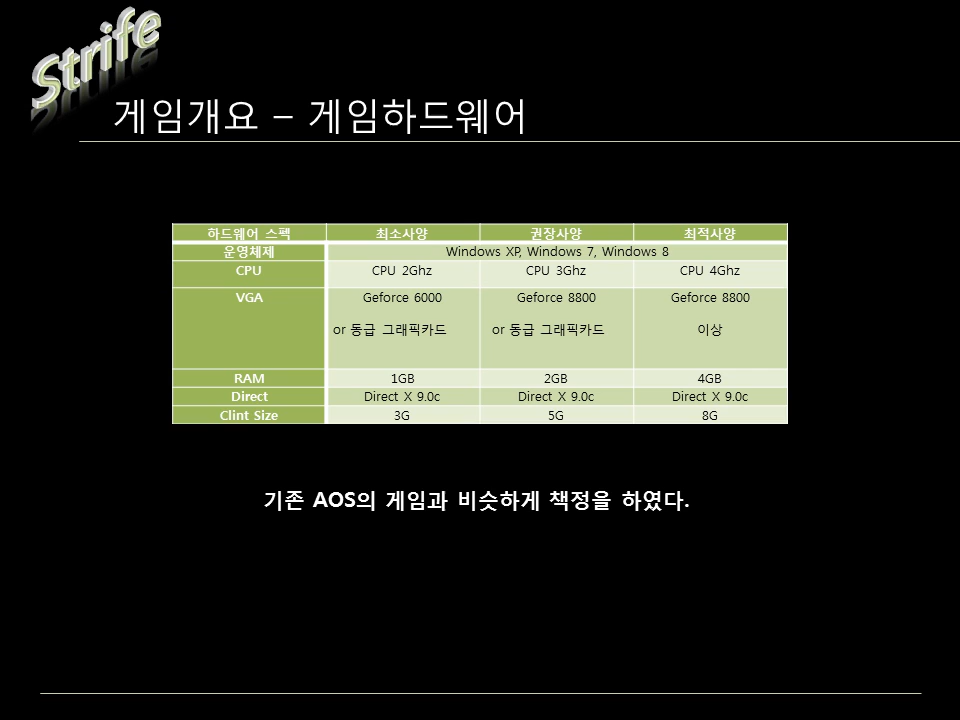 Strife
게임개요 – 게임하드웨어
하드웨어 스펙 최소사양 권장사양 최적사양
운영체제 Windows XP, Windows 7, Windows 8
CPU CPU 2Ghz CPU 3Ghz CPU 4Ghz
VGA Geforce 6000 Geforce 8800 Geforce 8800
or 동급 그래픽카드 or 동급 그래픽카드 이상
RAM 1GB 2GB 4GB
Direct Direct X 9.0c Direct X 9.0c Direct X 9.0c
Clint Size 3G 5G 8G
기존 AOS의 게임과 비슷하게 책정을 하였다.